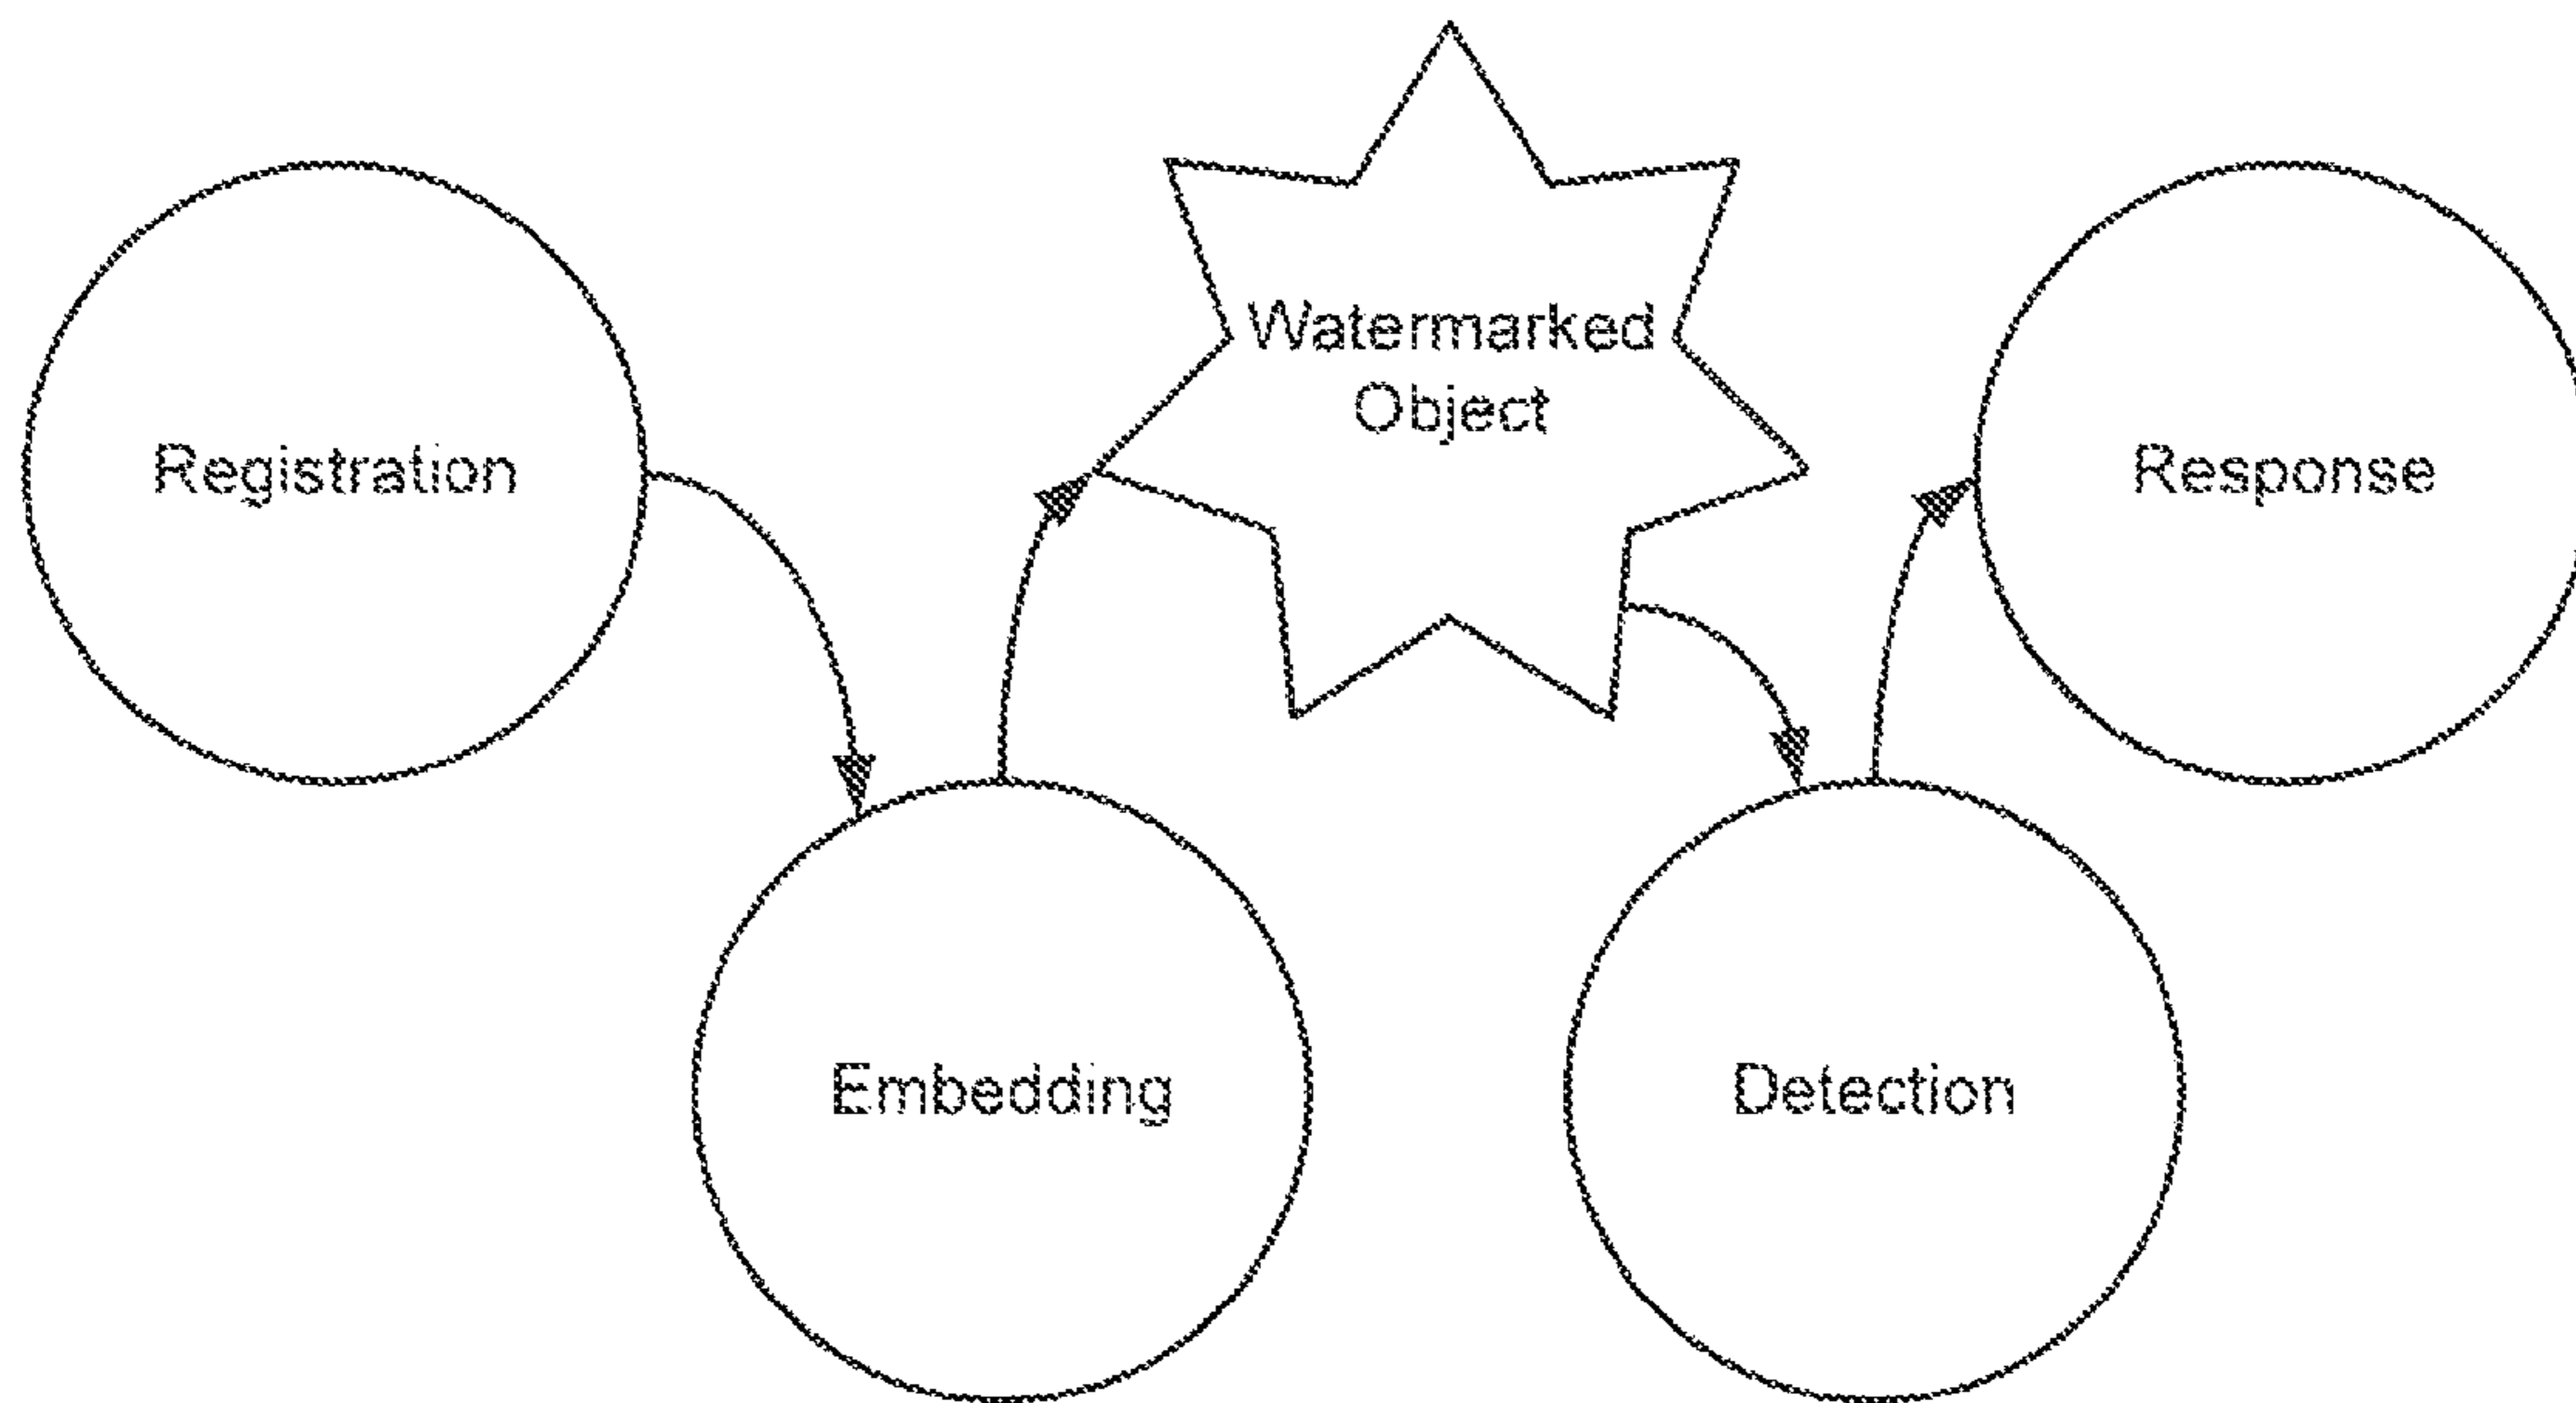 Registration
Embedding
Watermarked
Object
Detection
Response